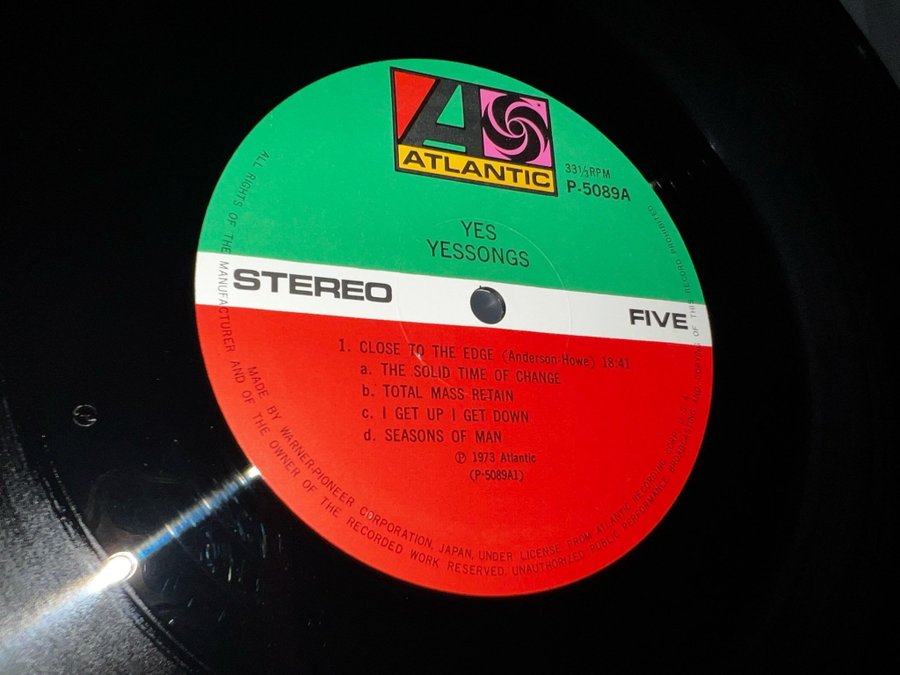 ATLANTIC
33⅓RPM
P-5089A
YES
YESSONGS
STEREO
FIVE
1. CLOSE TO THE EDGE (Anderson-Howe) 18:41
a. THE SOLID TIME OF CHANGE
b. TOTAL MASS RETAIN
c. I GET UP I GET DOWN
d. SEASONS OF MAN
Ⓟ 1973 Atlantic
(P-5089A1)
ALL RIGHTS OF THE MANUFACTURER AND OF THE OWNER OF THE RECORDED WORK RESERVED. UNAUTHORIZED PUBLIC PERFORMANCE, BROADCASTING AND COPYING OF THIS RECORD PROHIBITED
MADE BY WARNER-PIONEER CORPORATION, JAPAN, UNDER LICENSE FROM ATLANTIC RECORDING CORP., U.S.A.